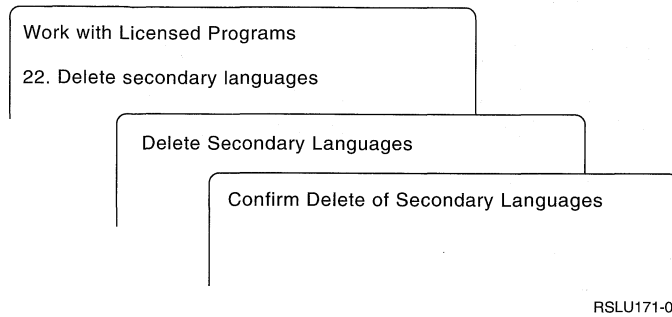 Work with Licensed Programs
22. Delete secondary languages
Delete Secondary Languages
Confirm Delete of Secondary Languages
RSLU171-0